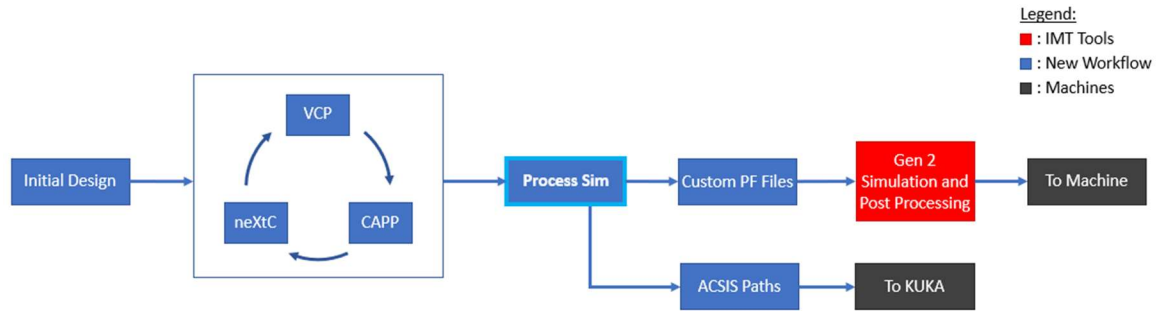 Legend:
: IMT Tools
: New Workflow
: Machines
VCP
neXtC
CAPP
Initial Design
Process Sim
Custom PF Files
Gen 2
Simulation and
Post Processing
To Machine
ACSIS Paths
To KUKA